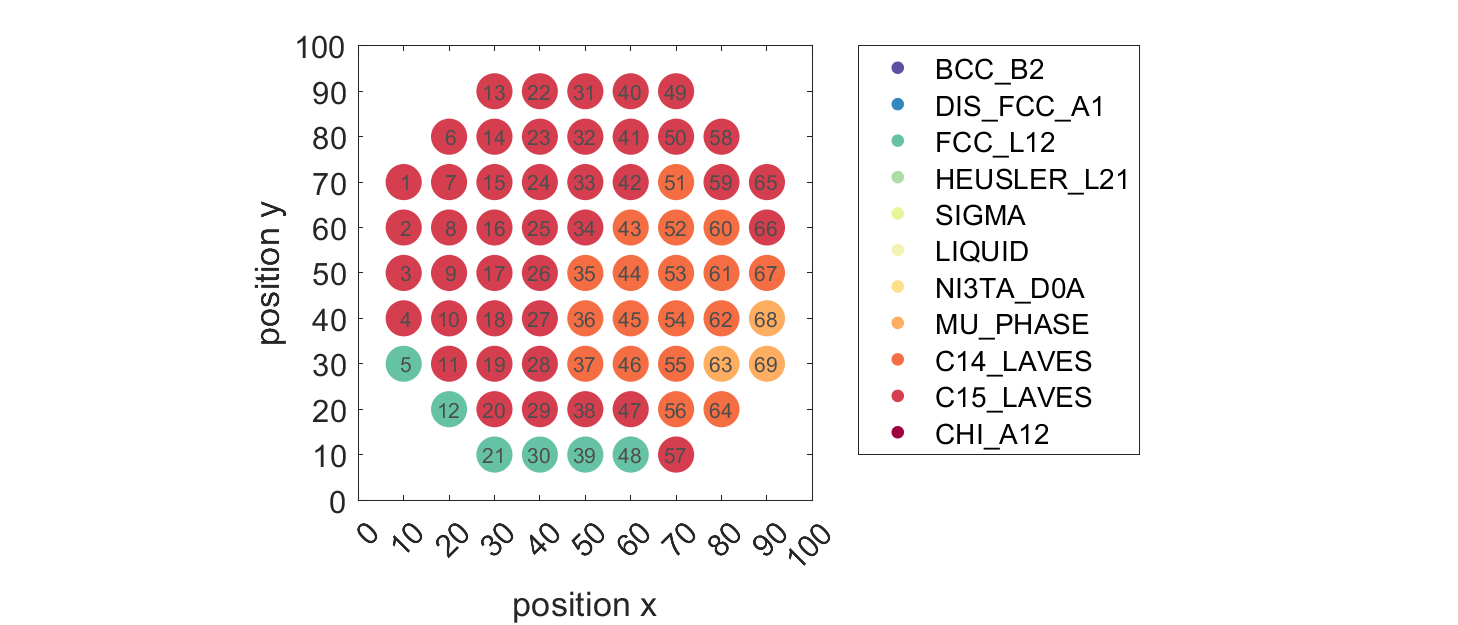 100
90 13 22 31 40 49
80 6 14 23 32 41 50 58
70 1 7 15 24 33 42 51 59 65
60 2 8 16 25 34 43 52 60 66
50 3 9 17 26 35 44 53 61 67
40 4 10 18 27 36 45 54 62 68
30 5 11 19 28 37 46 55 63 69
20 12 20 29 38 47 56 64
10 21 30 39 48 57
0
0 10 20 30 40 50 60 70 80 90 100
position x
position y
BCC_B2
DIS_FCC_A1
FCC_L12
HEUSLER_L21
SIGMA
LIQUID
NI3TA_D0A
MU_PHASE
C14_LAVES
C15_LAVES
CHI_A12